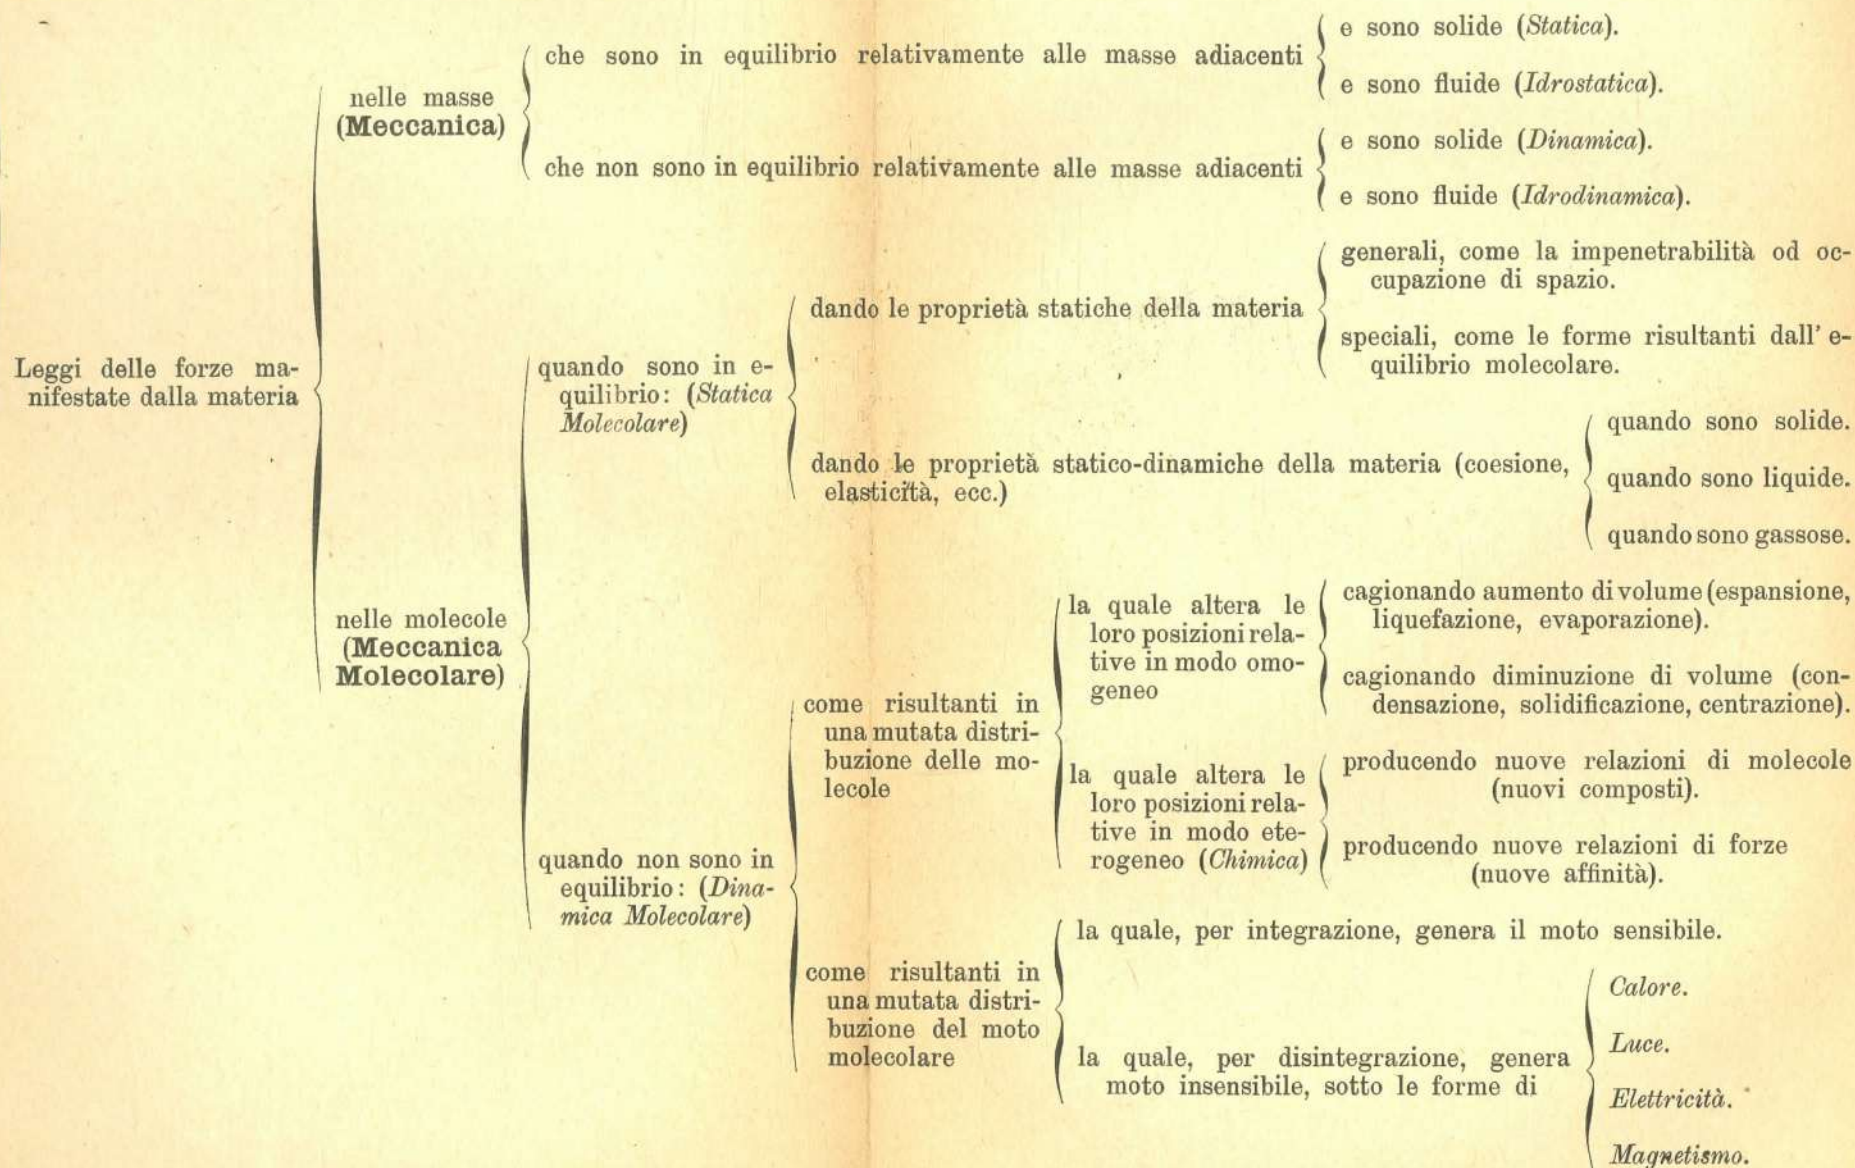 Leggi delle forze ma-
nifestate dalla materia
nelle masse
(Meccanica)
che sono in equilibrio relativamente alle masse adiacenti
e sono solide (Statica).
e sono fluide (Idrostatica).
che non sono in equilibrio relativamente alle masse adiacenti
e sono solide (Dinamica).
e sono fluide (Idrodinamica).
nelle molecole
(Meccanica
Molecolare)
quando sono in e-
quilibrio: (Statica
Molecolare)
dando le proprietà statiche della materia
generali, come la impenetrabilità od oc-
cupazione di spazio.
speciali, come le forme risultanti dall' e-
quilibrio molecolare.
dando le proprietà statico-dinamiche della materia (coesione,
elasticità, ecc.)
quando sono solide.
quando sono liquide.
quando sono gassose.
quando non sono in
equilibrio: (Dina-
mica Molecolare)
come risultanti in
una mutata distri-
buzione delle mo-
lecole
la quale altera le
loro posizioni rela-
tive in modo omo-
geneo
cagionando aumento di volume (espansione,
liquefazione, evaporazione).
cagionando diminuzione di volume (con-
densazione, solidificazione, centrazione).
la quale altera le
loro posizioni rela-
tive in modo ete-
rogeneo (Chimica)
producendo nuove relazioni di molecole
(nuovi composti).
producendo nuove relazioni di forze
(nuove affinità).
come risultanti in
una mutata distri-
buzione del moto
molecolare
la quale, per integrazione, genera il moto sensibile.
la quale, per disintegrazione, genera
moto insensibile, sotto le forme di
Calore.
Luce.
Elettricità.
Magnetismo.